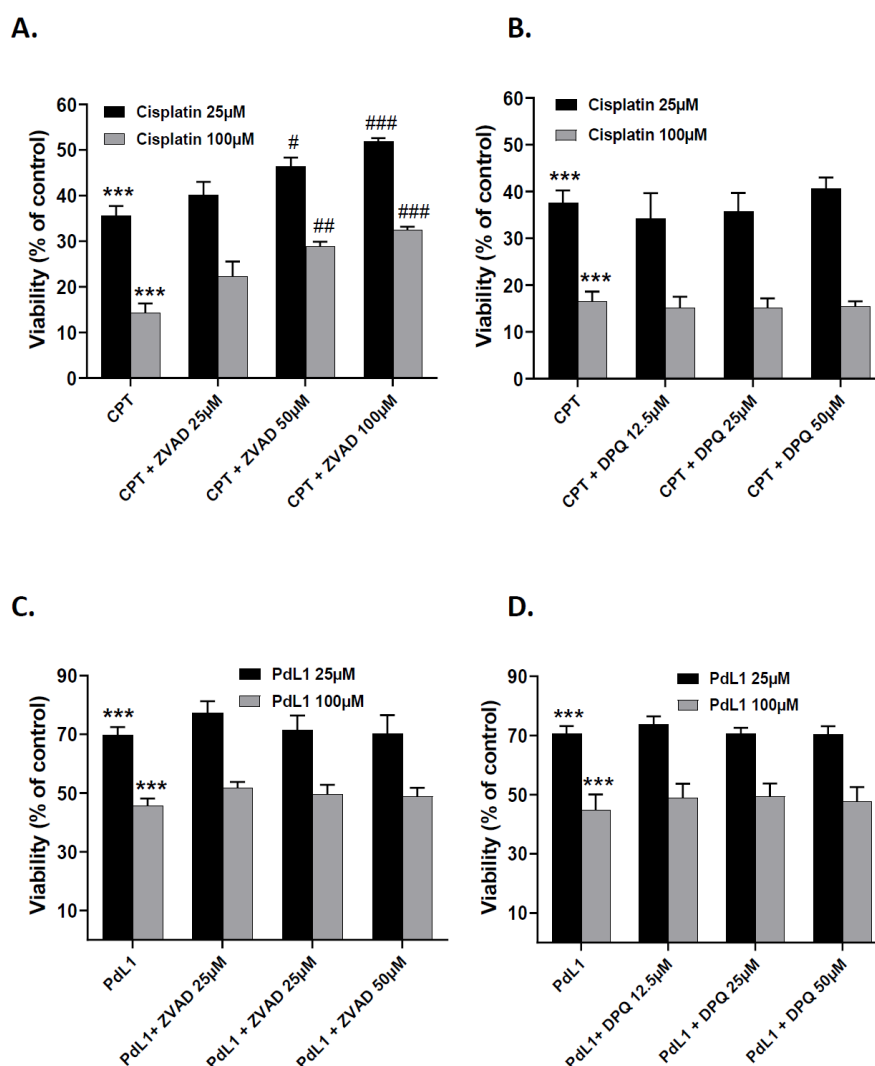 A.
Cisplatin 25µM
Cisplatin 100µM
Viability (% of control)
60
50
40
30
20
10
0
***
***
#
##
###
###
CPT
CPT + ZVAD 25µM
CPT + ZVAD 50µM
CPT + ZVAD 100µM
B.
Cisplatin 25µM
Cisplatin 100µM
Viability (% of control)
60
50
40
30
20
10
0
***
***
CPT
CPT + DPQ 12.5µM
CPT + DPQ 25µM
CPT + DPQ 50µM
C.
PdL1 25µM
PdL1 100µM
Viability (% of control)
90
70
50
30
10
***
***
PdL1
PdL1+ ZVAD 25µM
PdL1 + ZVAD 25µM
PdL1 + ZVAD 50µM
D.
PdL1 25µM
PdL1 100µM
Viability (% of control)
90
70
50
30
10
***
***
PdL1
PdL1+ DPQ 12.5µM
PdL1 + DPQ 25µM
PdL1 + DPQ 50µM